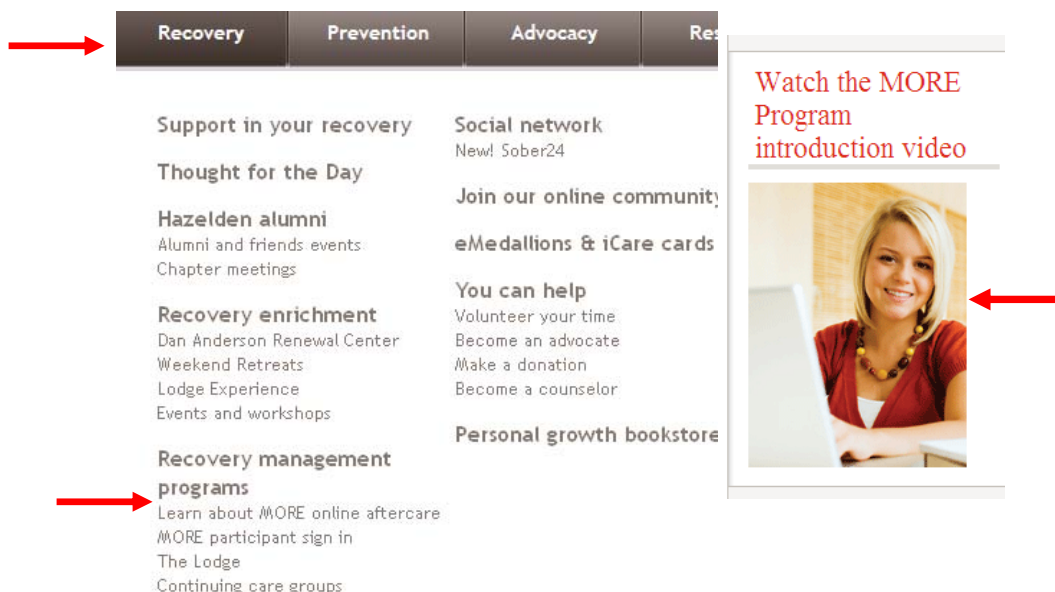 Recovery
Prevention
Advocacy
Res
Support in your recovery
Thought for the Day
Hazelden alumni
Alumni and friends events
Chapter meetings
Recovery enrichment
Dan Anderson Renewal Center
Weekend Retreats
Lodge Experience
Events and workshops
Recovery management
programs
Learn about MORE online aftercare
MORE participant sign in
The Lodge
Continuing care groups
Social network
New! Sober24
Join our online community
eMedallions & iCare cards
You can help
Volunteer your time
Become an advocate
Make a donation
Become a counselor
Personal growth bookstore
Watch the MORE
Program
introduction video